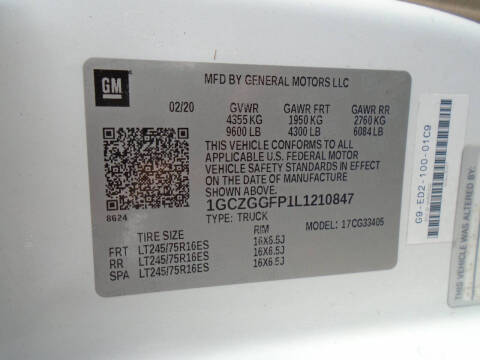 GM
MFD BY GENERAL MOTORS LLC
02/20 GVWR GAWR FRT GAWR RR
4355 KG 1950 KG 2760 KG
9600 LB 4300 LB 6084 LB
THIS VEHICLE CONFORMS TO ALL
APPLICABLE U.S. FEDERAL MOTOR
VEHICLE SAFETY STANDARDS IN EFFECT
ON THE DATE OF MANUFACTURE SHOWN ABOVE.
1GCZGGFP1L1210847
8624 TYPE: TRUCK MODEL: 17CG33405
TIRE SIZE RIM
FRT LT245/75R16ES 16X6.5J
RR LT245/75R16ES 16X6.5J
SPA LT245/75R16ES 16X6.5J
G9-ED2-100-01C9
THIS VEHICLE WAS ALTERED BY: